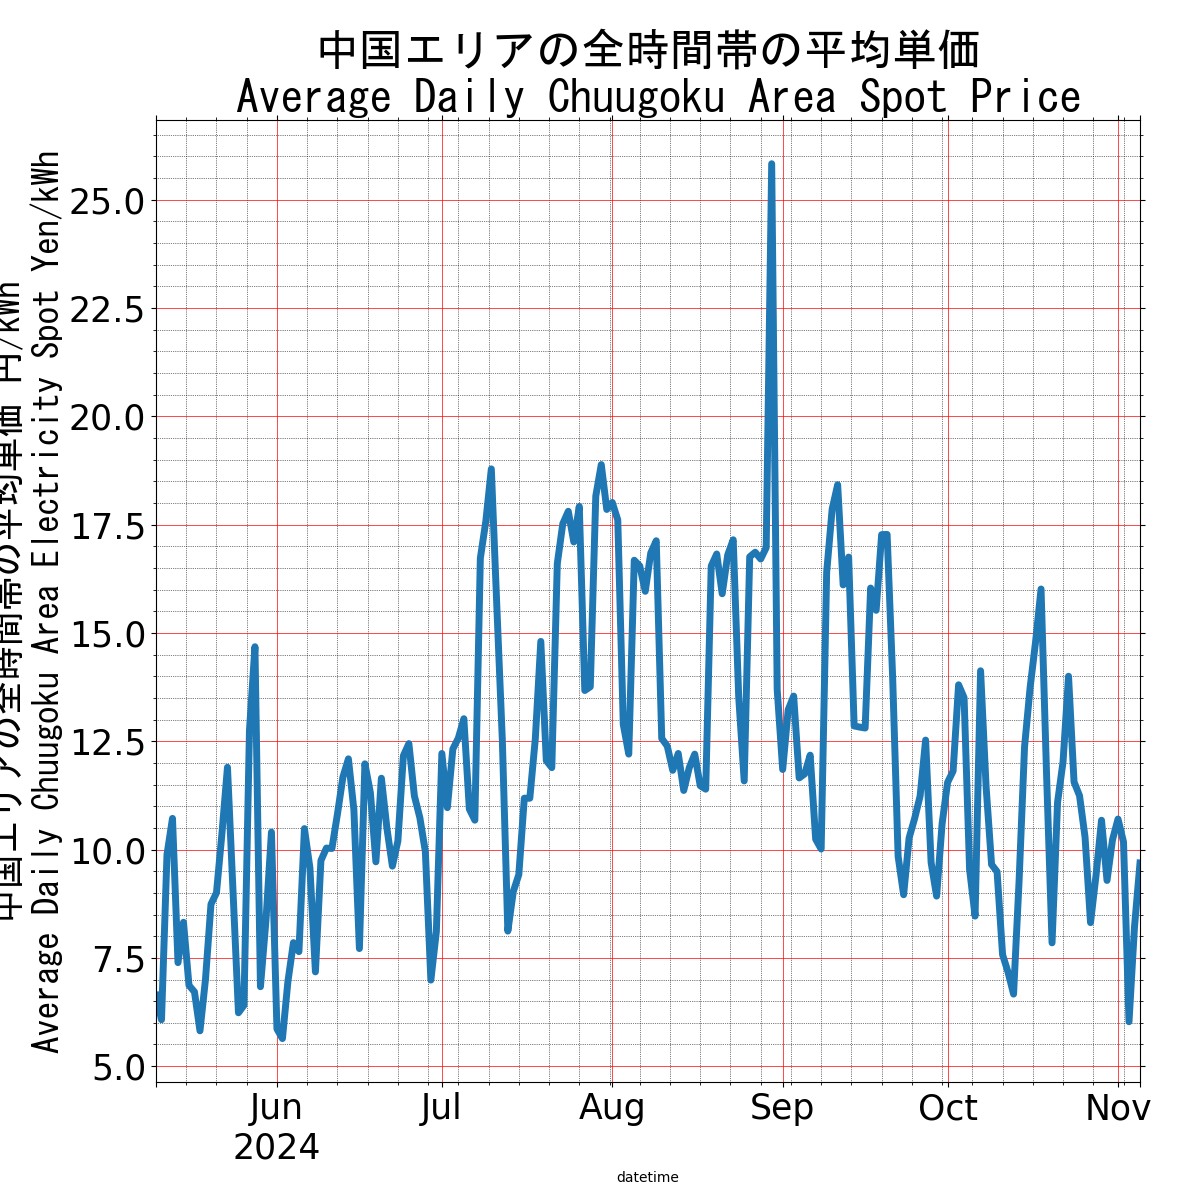 中国エリアの全時間帯の平均単価
Average Daily Chuugoku Area Spot Price
中国エリアの全時間帯の平均単価 円/kWh
Average Daily Chuugoku Area Electricity Spot Yen/kWh
25.0
22.5
20.0
17.5
15.0
12.5
10.0
7.5
5.0
Jun
2024
Jul
Aug
Sep
Oct
Nov
datetime